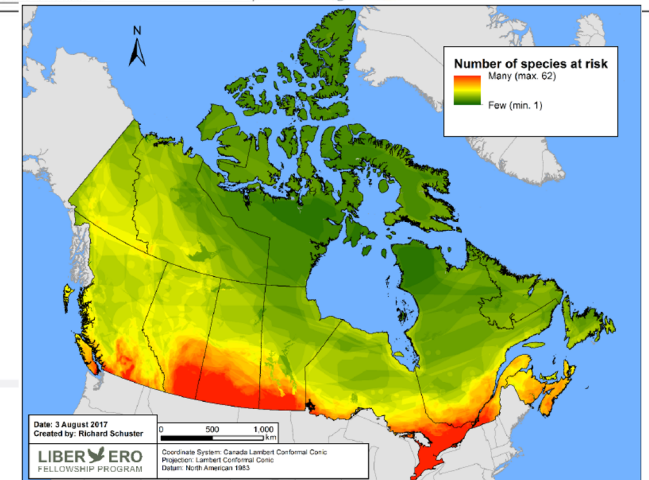 N
Number of species at risk
Many (max. 62)
Few (min. 1)
Date: 3 August 2017
Created by: Richard Schuster
0 500 1,000
km
LIBER ERO
FELLOWSHIP PROGRAM
Coordinate System: Canada Lambert Conformal Conic
Projection: Lambert Conformal Conic
Datum: North American 1983